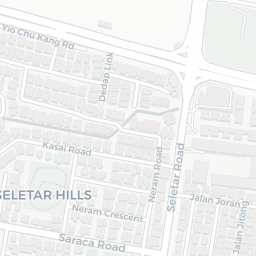 Yio Chu Kang Rd
Dedap Link
Kasai Road
Neram Road
Seletar Road
SELETAR HILLS
Jalan Joran
Jalan Jitong
Neram Crescent
Saraca Road